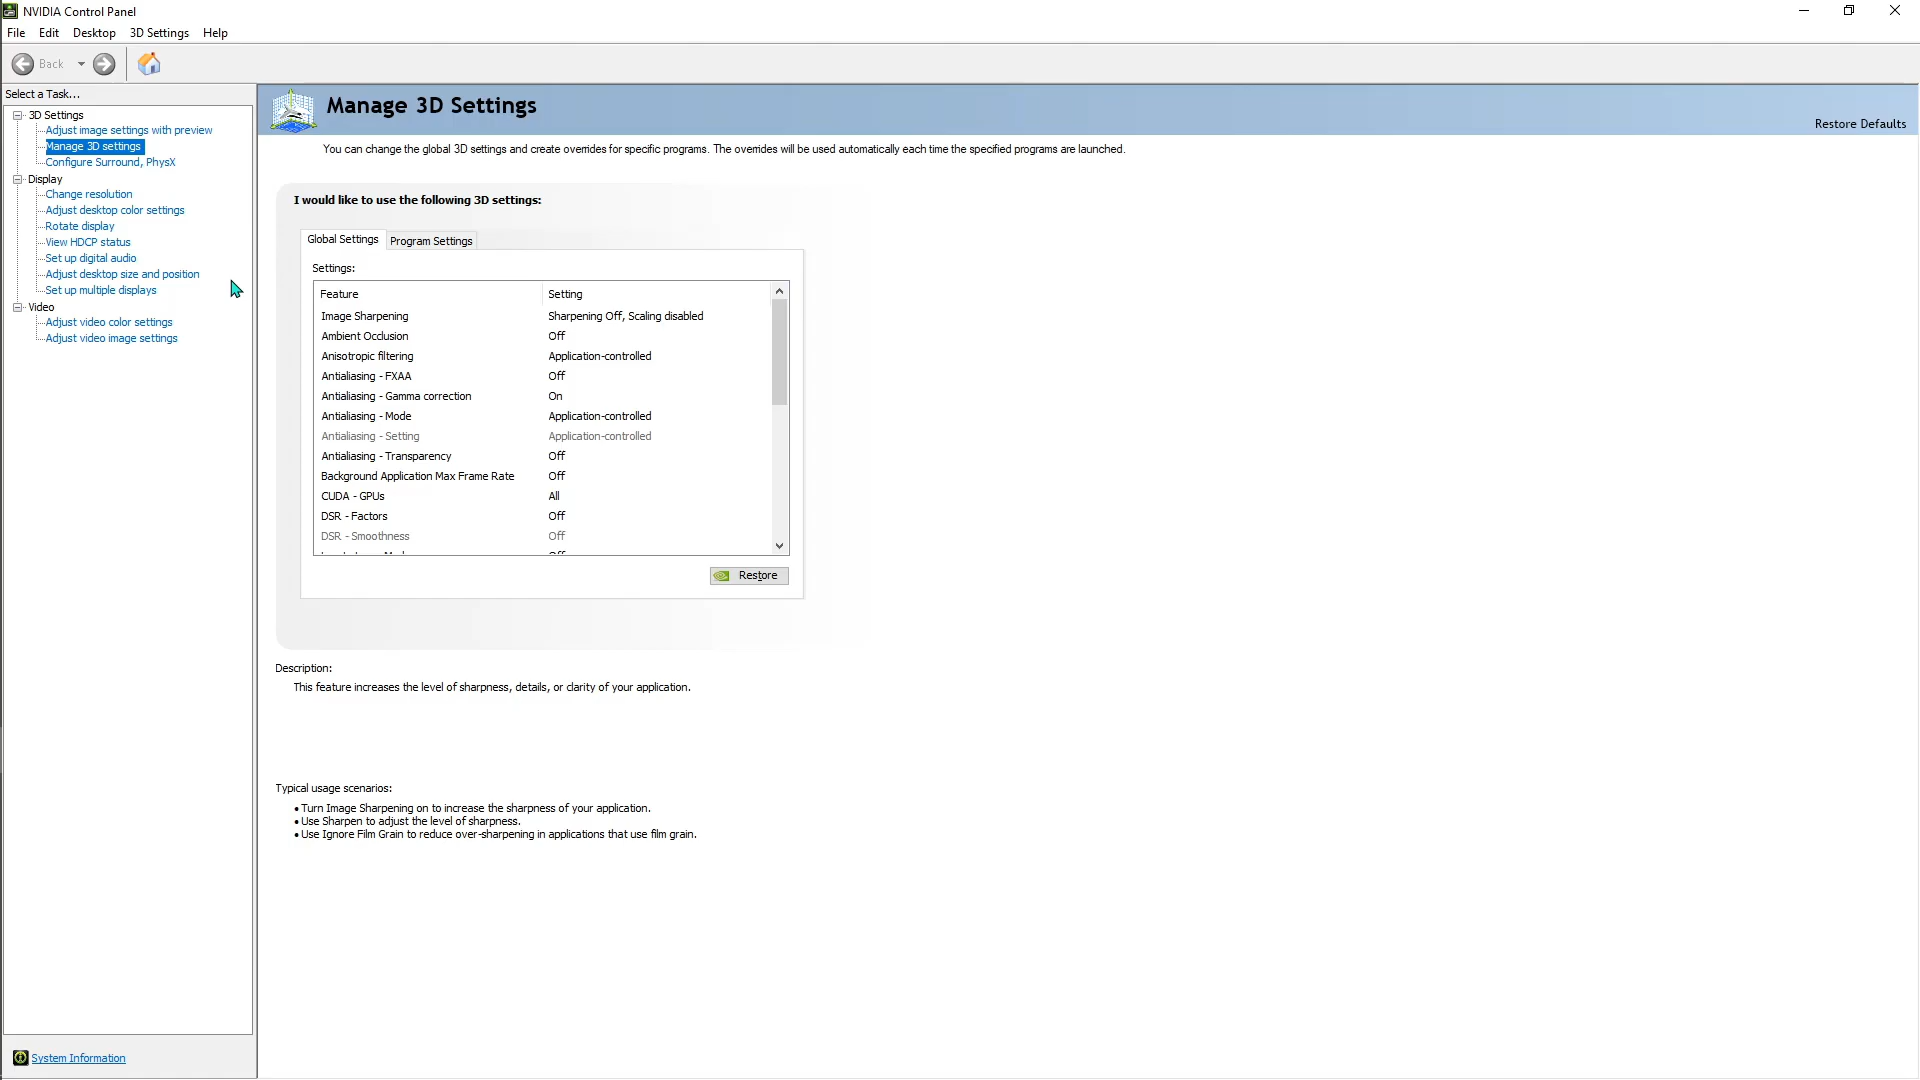 NVIDIA Control Panel
File Edit Desktop 3D Settings Help
Back
Select a Task...
3D Settings
Adjust image settings with preview
Manage 3D settings
Configure Surround, PhysX
Display
Change resolution
Adjust desktop color settings
Rotate display
View HDCP status
Set up digital audio
Adjust desktop size and position
Set up multiple displays
Video
Adjust video color settings
Adjust video image settings
System Information
Manage 3D Settings
Restore Defaults
You can change the global 3D settings and create overrides for specific programs. The overrides will be used automatically each time the specified programs are launched.
I would like to use the following 3D settings:
Global Settings Program Settings
Settings:
Feature Setting
Image Sharpening Sharpening Off, Scaling disabled
Ambient Occlusion Off
Anisotropic filtering Application-controlled
Antialiasing - FXAA Off
Antialiasing - Gamma correction On
Antialiasing - Mode Application-controlled
Antialiasing - Setting Application-controlled
Antialiasing - Transparency Off
Background Application Max Frame Rate Off
CUDA - GPUs All
DSR - Factors Off
DSR - Smoothness Off
Restore
Description:
This feature increases the level of sharpness, details, or clarity of your application.
Typical usage scenarios:
• Turn Image Sharpening on to increase the sharpness of your application.
• Use Sharpen to adjust the level of sharpness.
• Use Ignore Film Grain to reduce over-sharpening in applications that use film grain.